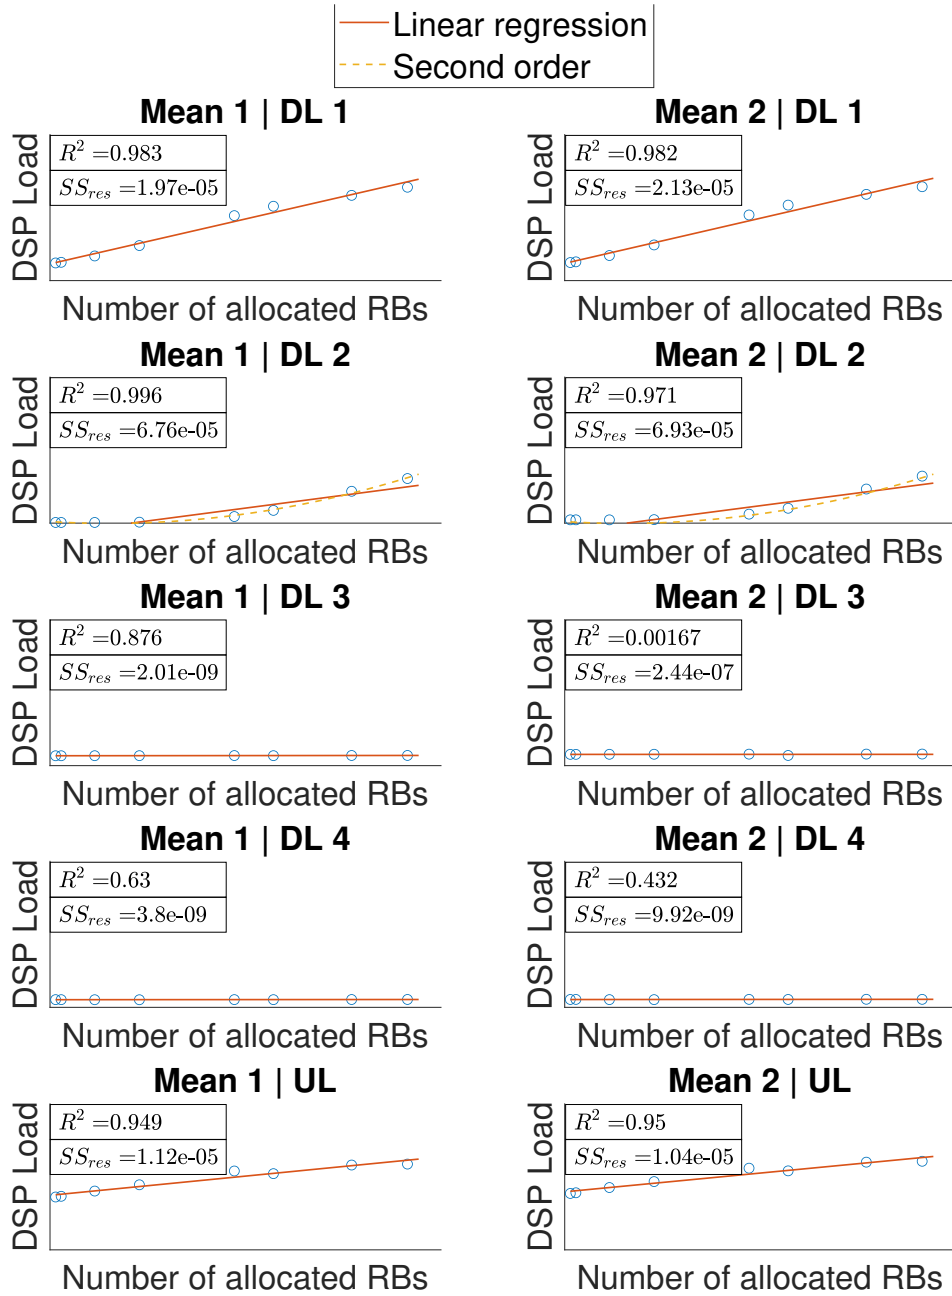 Linear regression
Second order
Mean 1 | DL 1
R² =0.983
SS_res =1.97e-05
DSP Load
Number of allocated RBs
Mean 2 | DL 1
R² =0.982
SS_res =2.13e-05
DSP Load
Number of allocated RBs
Mean 1 | DL 2
R² =0.996
SS_res =6.76e-05
DSP Load
Number of allocated RBs
Mean 2 | DL 2
R² =0.971
SS_res =6.93e-05
DSP Load
Number of allocated RBs
Mean 1 | DL 3
R² =0.876
SS_res =2.01e-09
DSP Load
Number of allocated RBs
Mean 2 | DL 3
R² =0.00167
SS_res =2.44e-07
DSP Load
Number of allocated RBs
Mean 1 | DL 4
R² =0.63
SS_res =3.8e-09
DSP Load
Number of allocated RBs
Mean 2 | DL 4
R² =0.432
SS_res =9.92e-09
DSP Load
Number of allocated RBs
Mean 1 | UL
R² =0.949
SS_res =1.12e-05
DSP Load
Number of allocated RBs
Mean 2 | UL
R² =0.95
SS_res =1.04e-05
DSP Load
Number of allocated RBs